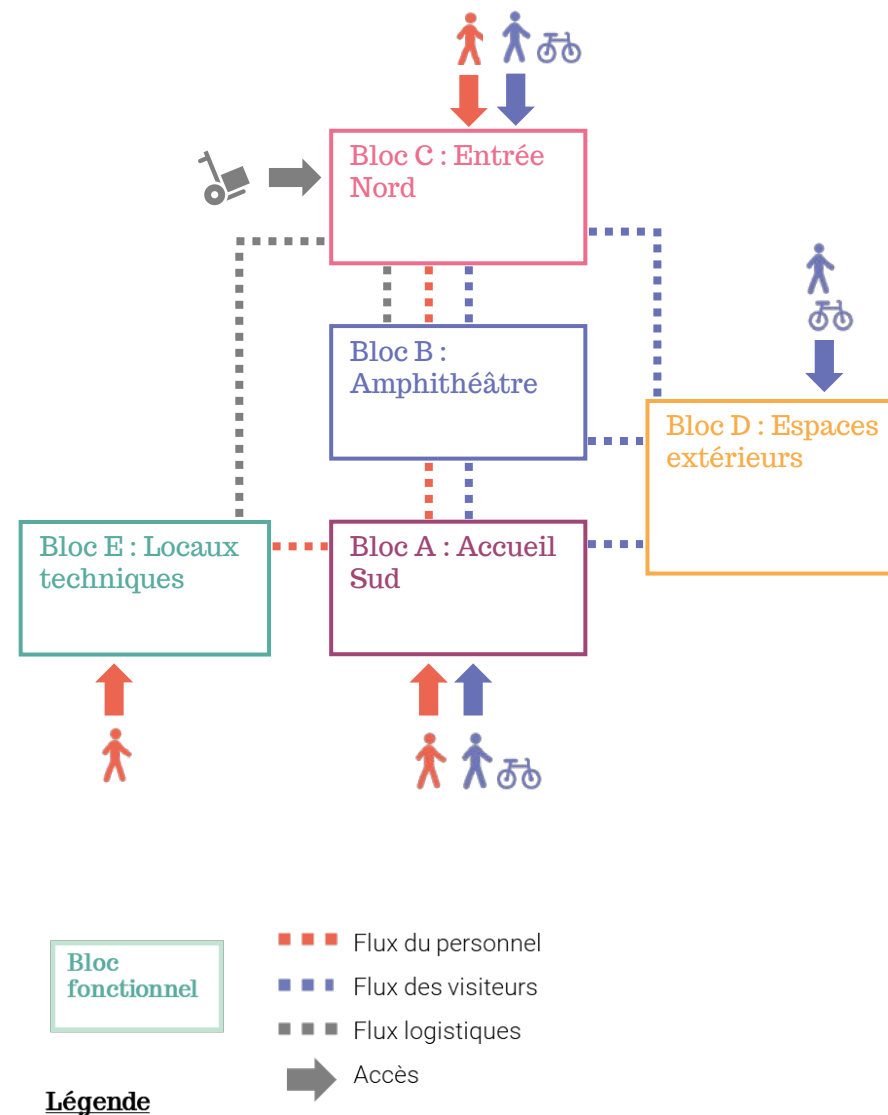 Bloc C : Entrée
Nord
Bloc B :
Amphithéâtre
Bloc D : Espaces
extérieurs
Bloc E : Locaux
techniques
Bloc A : Accueil
Sud
Bloc
fonctionnel
Flux du personnel
Flux des visiteurs
Flux logistiques
Accès
Légende